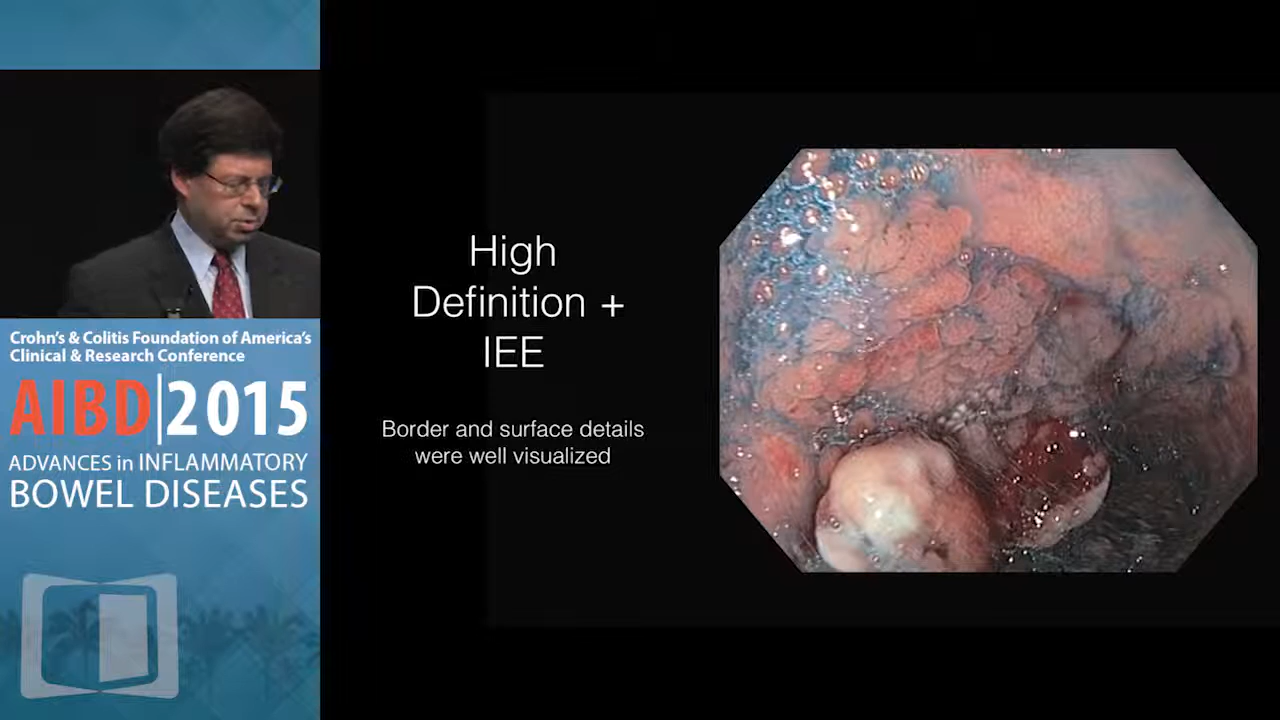 Crohn's & Colitis Foundation of America's
Clinical & Research Conference
AIBD|2015
ADVANCES in INFLAMMATORY
BOWEL DISEASES
High
Definition +
IEE
Border and surface details
were well visualized